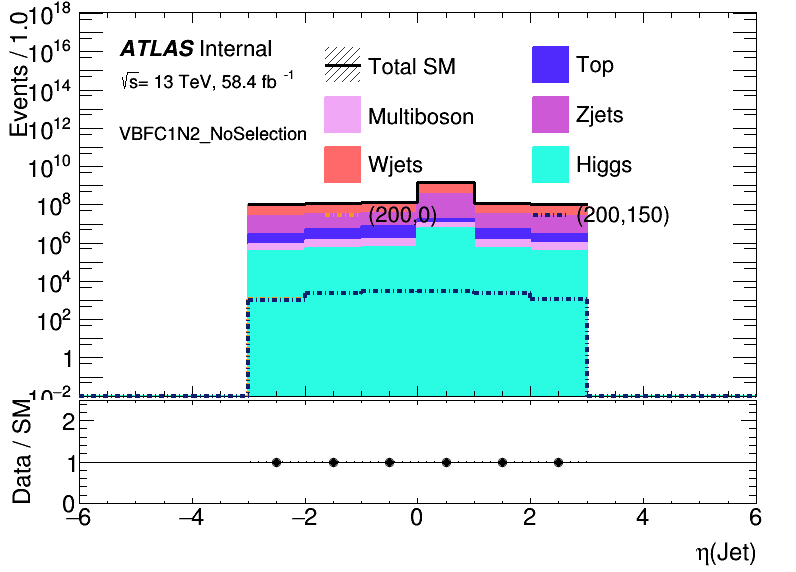 Events / 1.0
10^18
10^16
10^14
10^12
10^10
10^8
10^6
10^4
10^2
1
10^−2
ATLAS Internal
√s= 13 TeV, 58.4 fb^-1
VBFC1N2_NoSelection
Total SM
Top
Multiboson
Zjets
Wjets
Higgs
(200,0)
(200,150)
Data / SM
2
1
0
−6 −4 −2 0 2 4 6
η(Jet)